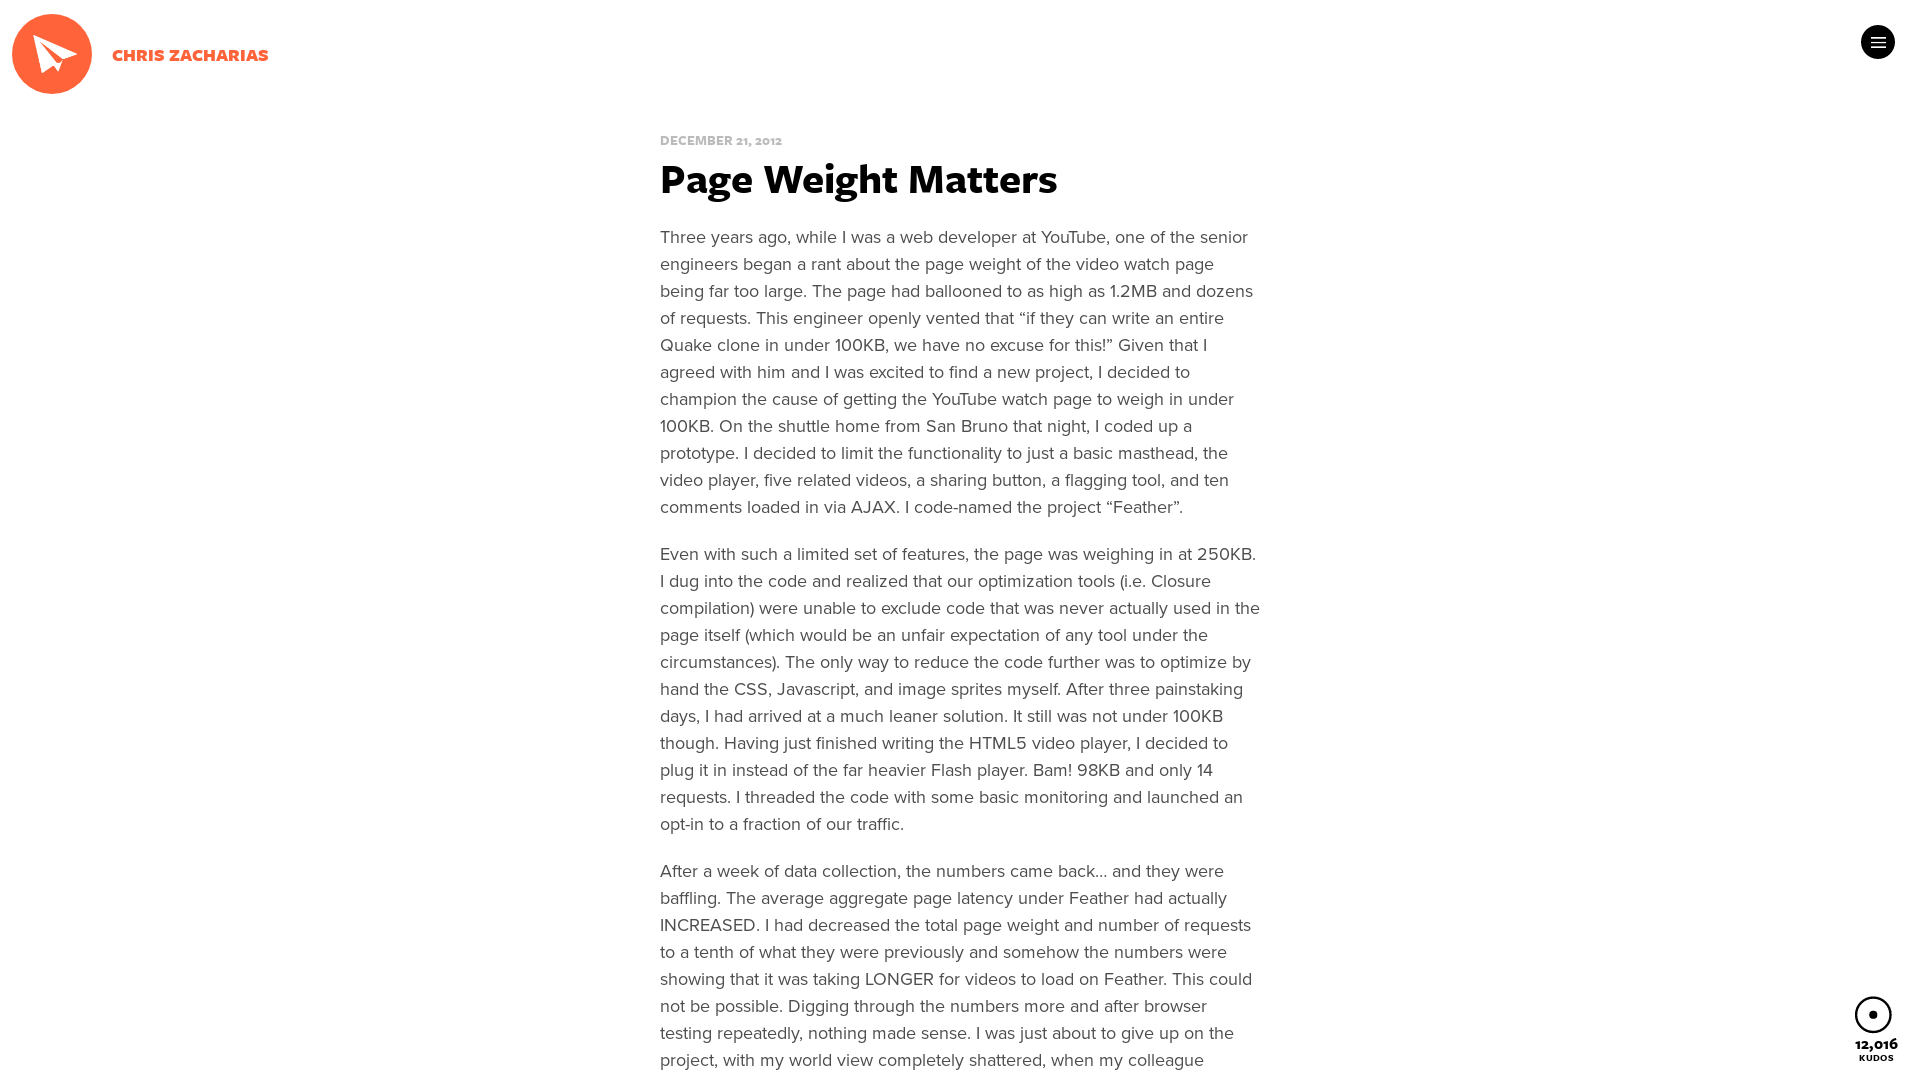 CHRIS ZACHARIAS
DECEMBER 21, 2012
Page Weight Matters
Three years ago, while I was a web developer at YouTube, one of the senior
engineers began a rant about the page weight of the video watch page
being far too large. The page had ballooned to as high as 1.2MB and dozens
of requests. This engineer openly vented that “if they can write an entire
Quake clone in under 100KB, we have no excuse for this!” Given that I
agreed with him and I was excited to find a new project, I decided to
champion the cause of getting the YouTube watch page to weigh in under
100KB. On the shuttle home from San Bruno that night, I coded up a
prototype. I decided to limit the functionality to just a basic masthead, the
video player, five related videos, a sharing button, a flagging tool, and ten
comments loaded in via AJAX. I code-named the project “Feather”.
Even with such a limited set of features, the page was weighing in at 250KB.
I dug into the code and realized that our optimization tools (i.e. Closure
compilation) were unable to exclude code that was never actually used in the
page itself (which would be an unfair expectation of any tool under the
circumstances). The only way to reduce the code further was to optimize by
hand the CSS, Javascript, and image sprites myself. After three painstaking
days, I had arrived at a much leaner solution. It still was not under 100KB
though. Having just finished writing the HTML5 video player, I decided to
plug it in instead of the far heavier Flash player. Bam! 98KB and only 14
requests. I threaded the code with some basic monitoring and launched an
opt-in to a fraction of our traffic.
After a week of data collection, the numbers came back… and they were
baffling. The average aggregate page latency under Feather had actually
INCREASED. I had decreased the total page weight and number of requests
to a tenth of what they were previously and somehow the numbers were
showing that it was taking LONGER for videos to load on Feather. This could
not be possible. Digging through the numbers more and after browser
testing repeatedly, nothing made sense. I was just about to give up on the
project, with my world view completely shattered, when my colleague
12,016
KUDOS